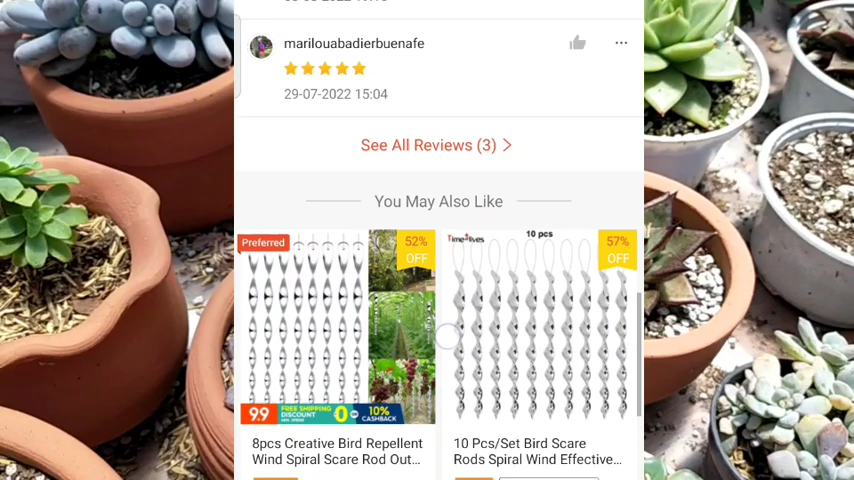 marilouabadierbuenafe
29-07-2022 15:04
See All Reviews (3)
You May Also Like
Preferred
52%
OFF
9.9
FREE SHIPPING
DISCOUNT
0
10%
CASHBACK
10 pcs
57%
OFF
8pcs Creative Bird Repellent
Wind Spiral Scare Rod Out...
10 Pcs/Set Bird Scare
Rods Spiral Wind Effective...